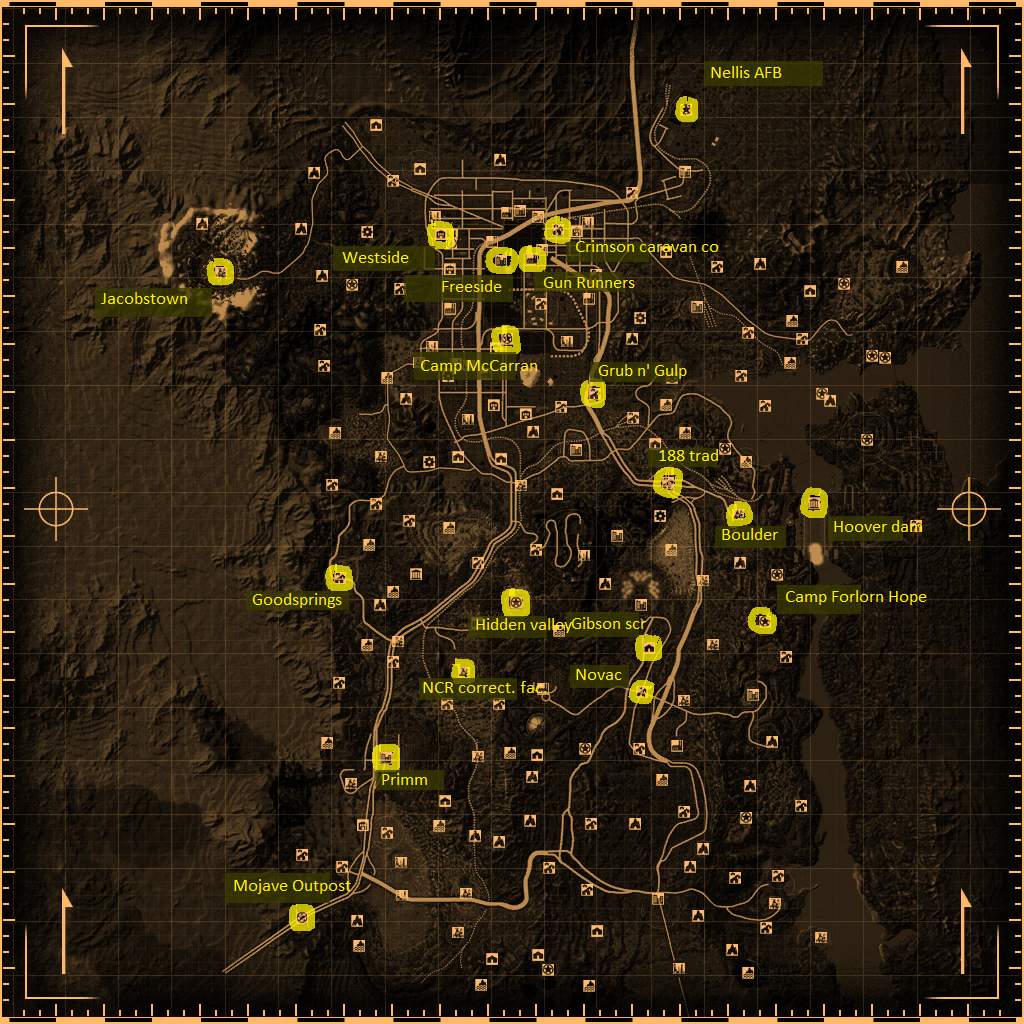 Nellis AFB
Crimson caravan co
Westside
Freeside
Gun Runners
Jacobstown
Camp McCarran
Grub n' Gulp
188 trad
Hoover dam
Boulder
Goodsprings
Camp Forlorn Hope
Hidden valley
Gibson scr
Novac
NCR correct. fac
Primm
Mojave Outpost